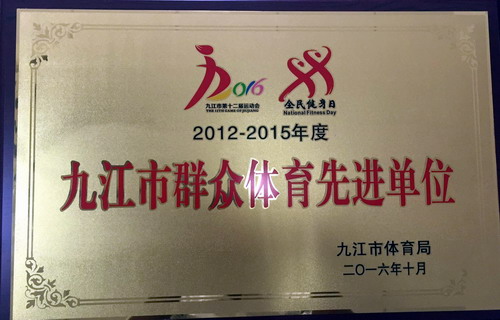 2016
九江市第十二届运动会
全民健身日
National Fitness Day
2012-2015年度
九江市群众体育先进单位
九江市体育局
二〇一六年十月